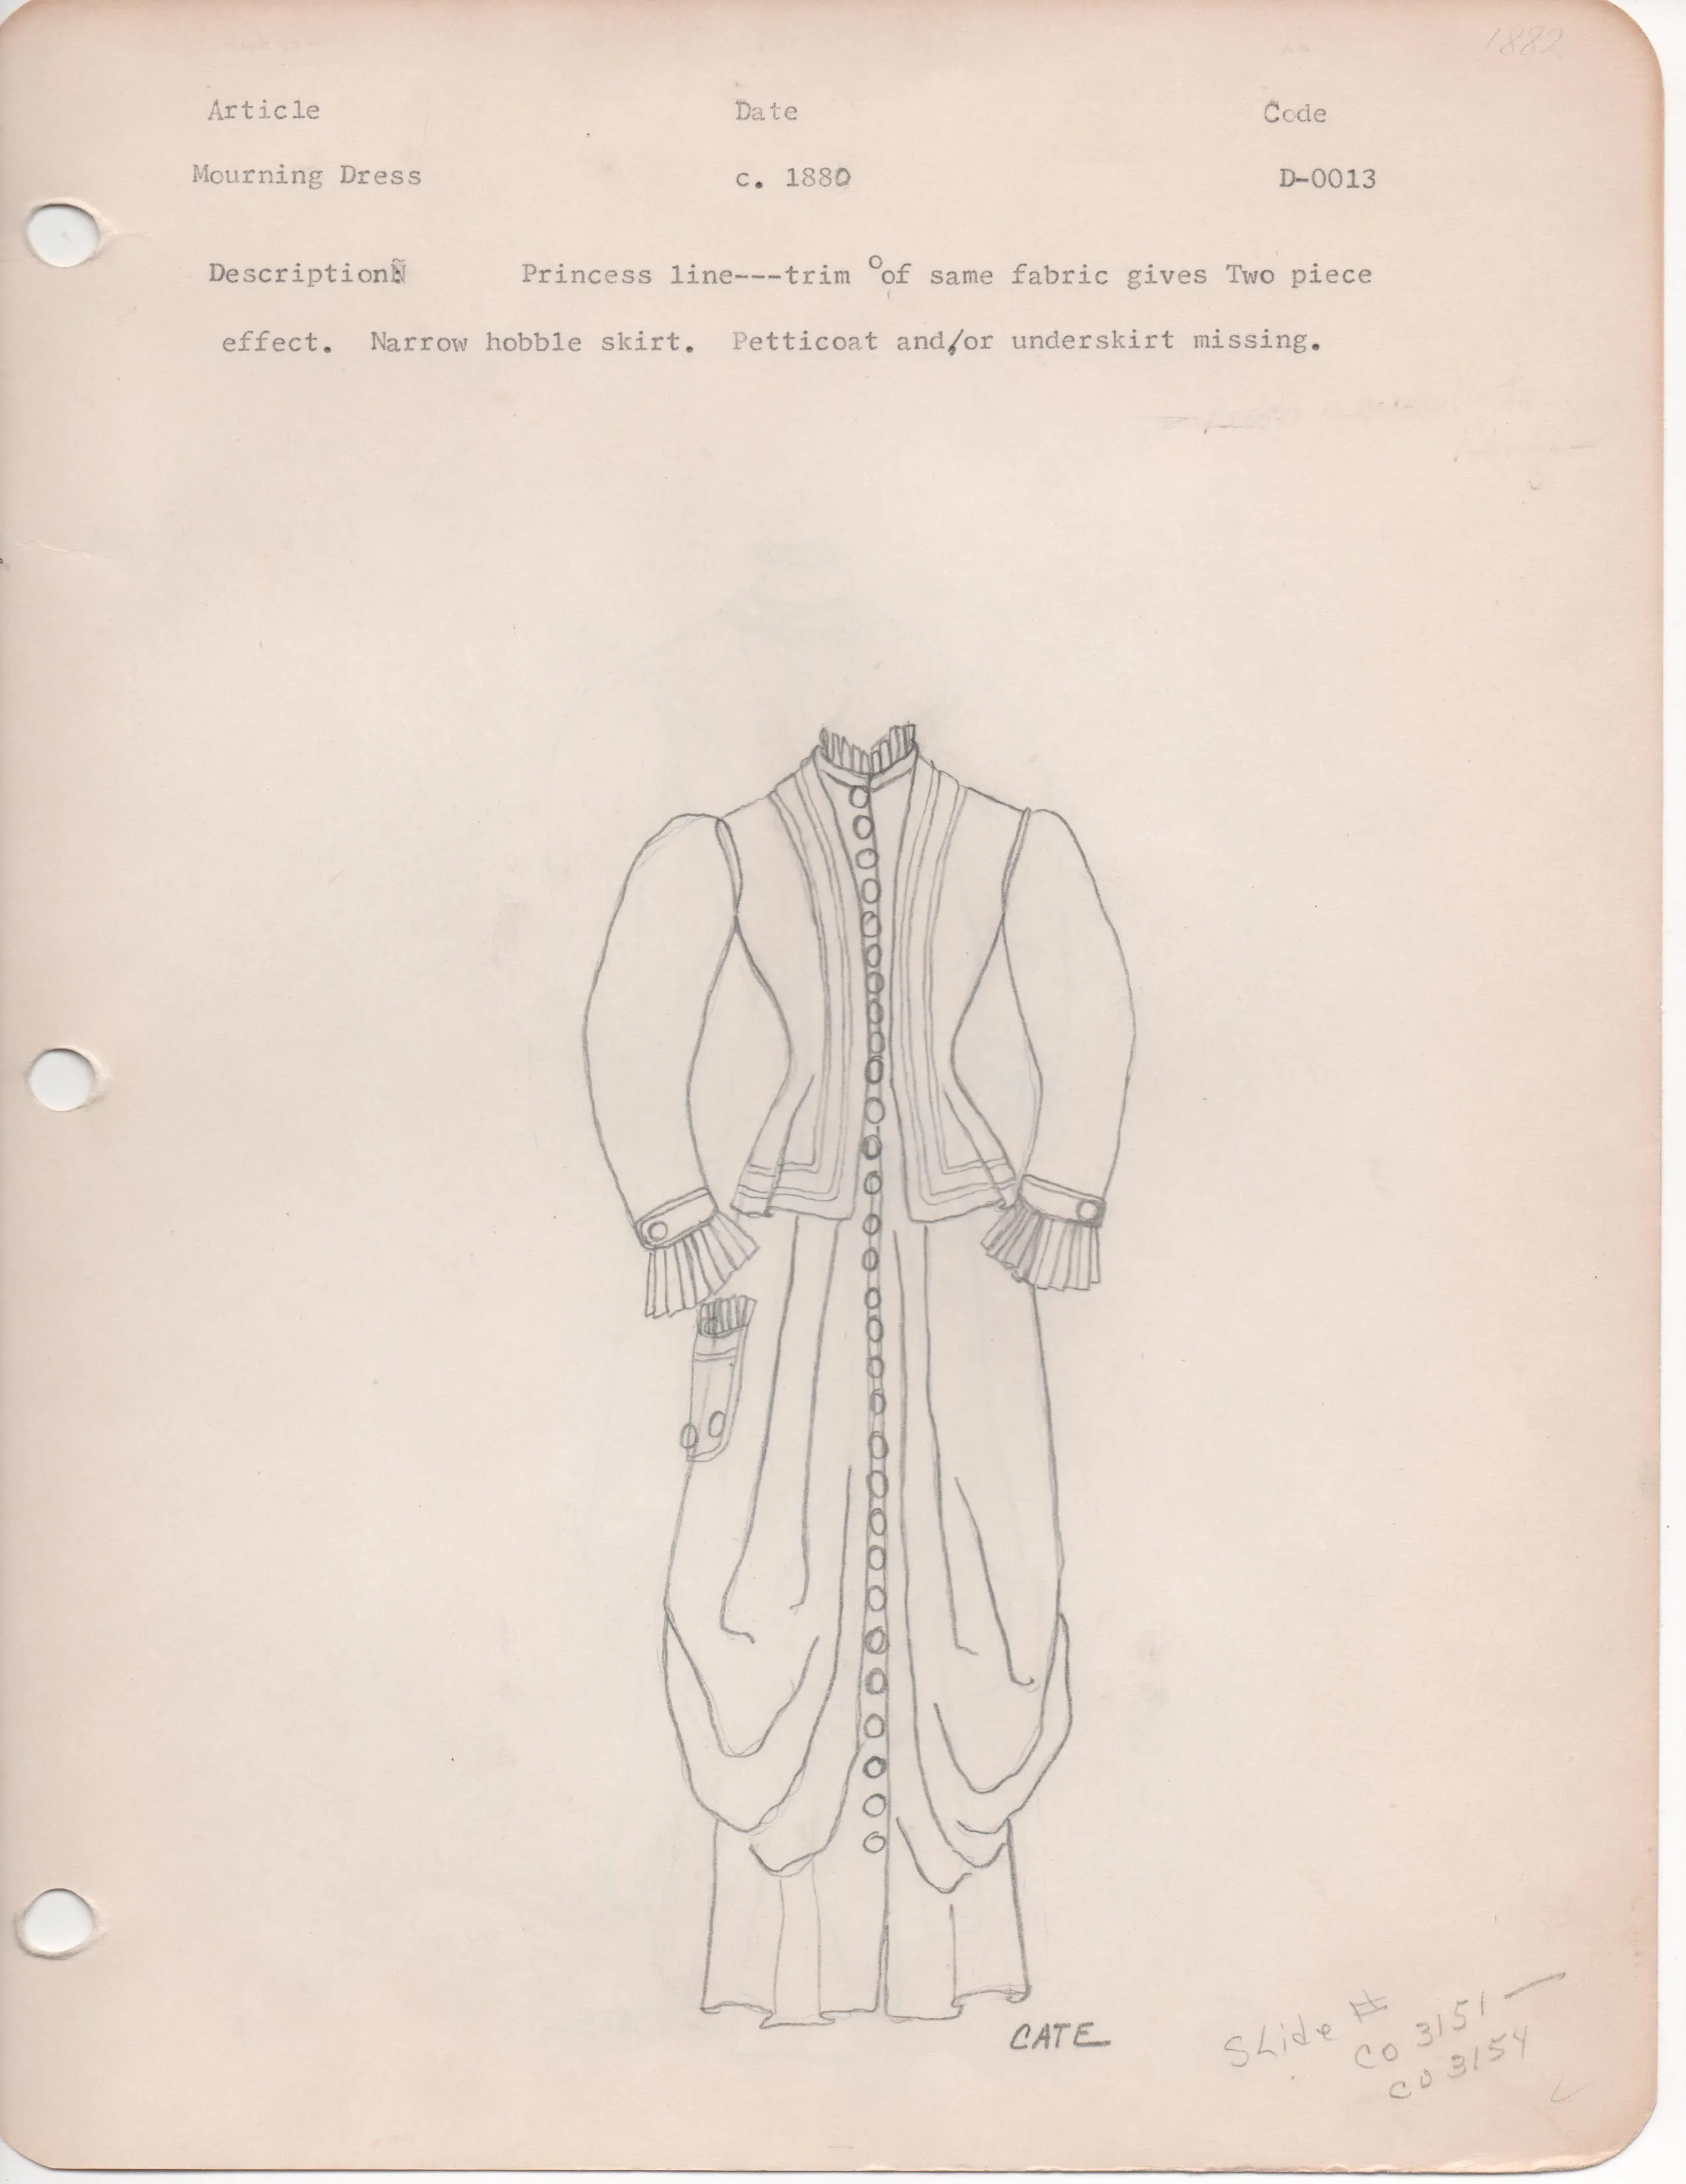 1882
Article Date Code
Mourning Dress c. 1880 D-0013
Description: Princess line---trim of same fabric gives Two piece
effect. Narrow hobble skirt. Petticoat and/or underskirt missing.
CATE
Slide #
CO 3151—
CO 3154